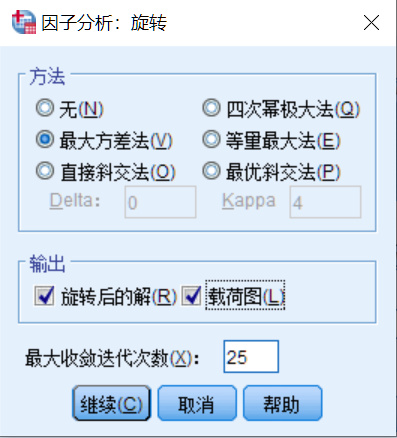 因子分析：旋转
方法
无(N) 四次幂极大法(Q)
最大方差法(V) 等量最大法(E)
直接斜交法(O) 最优斜交法(P)
Delta： 0 Kappa 4
输出
旋转后的解(R) 载荷图(L)
最大收敛迭代次数(X)： 25
继续(C) 取消 帮助